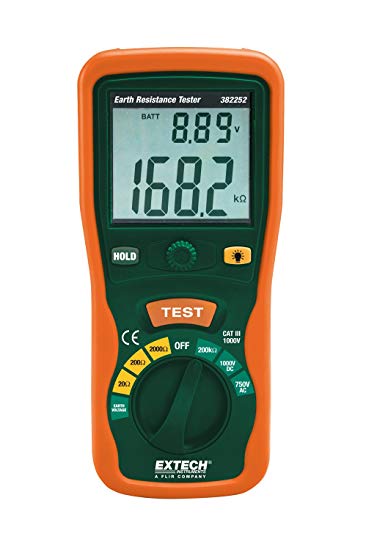 Earth Resistance Tester 382252
BATT
8.89 V
168.2 kΩ
HOLD
TEST
CE
CAT III
1000V
OFF
2000Ω
200kΩ
200Ω
1000V
DC
20Ω
750V
AC
EARTH
VOLTAGE
EXTECH
INSTRUMENTS
A FLIR COMPANY